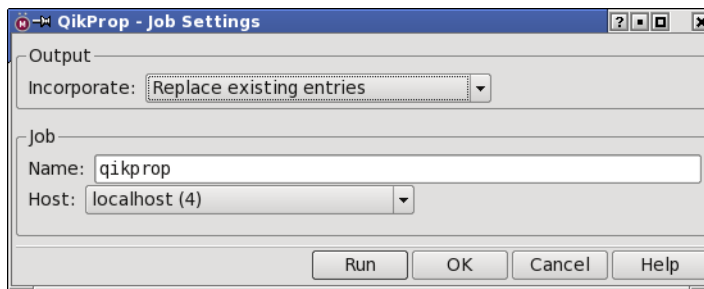 QikProp - Job Settings
Output
Incorporate: Replace existing entries
Job
Name: qikprop
Host: localhost (4)
Run OK Cancel Help